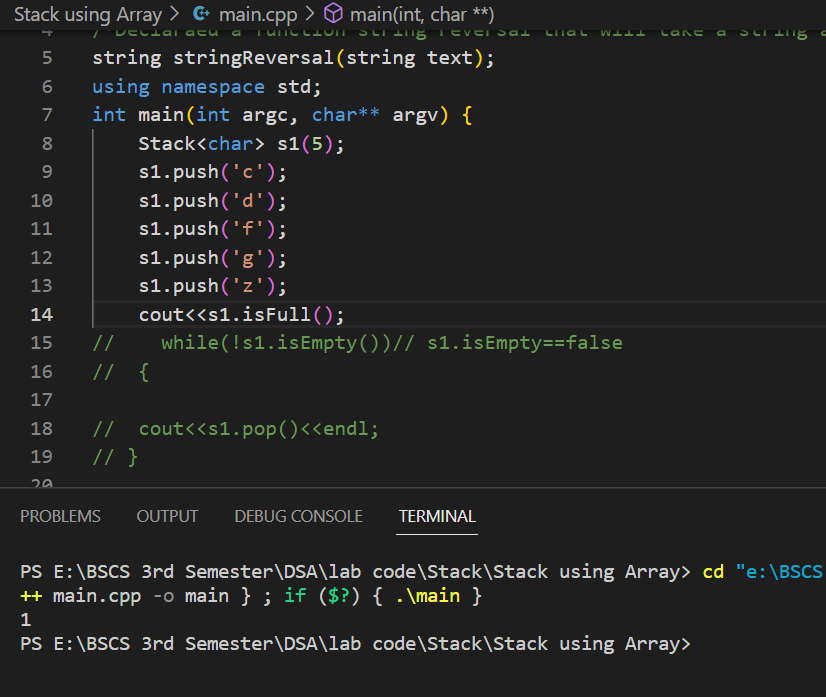 Stack using Array > main.cpp > main(int, char **)
4 /*Declaraed a function string reversal that will take a string a
5 string stringReversal(string text);
6 using namespace std;
7 int main(int argc, char** argv) {
8 Stack<char> s1(5);
9 s1.push('c');
10 s1.push('d');
11 s1.push('f');
12 s1.push('g');
13 s1.push('z');
14 cout<<s1.isFull();
15 // while(!s1.isEmpty())// s1.isEmpty==false
16 // {
17
18 // cout<<s1.pop()<<endl;
19 // }
20
PROBLEMS OUTPUT DEBUG CONSOLE TERMINAL
PS E:\BSCS 3rd Semester\DSA\lab code\Stack\Stack using Array> cd "e:\BSCS
++ main.cpp -o main } ; if ($?) { .\main }
1
PS E:\BSCS 3rd Semester\DSA\lab code\Stack\Stack using Array>